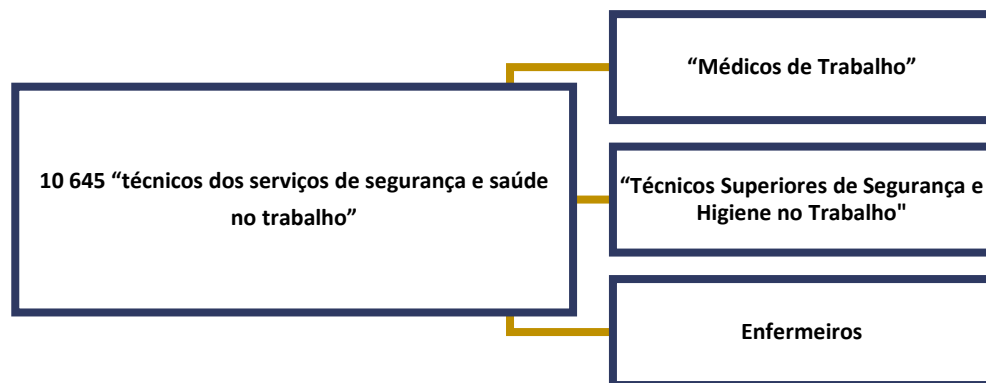 10 645 “técnicos dos serviços de segurança e saúde
no trabalho”
“Médicos de Trabalho”
“Técnicos Superiores de Segurança e
Higiene no Trabalho"
Enfermeiros